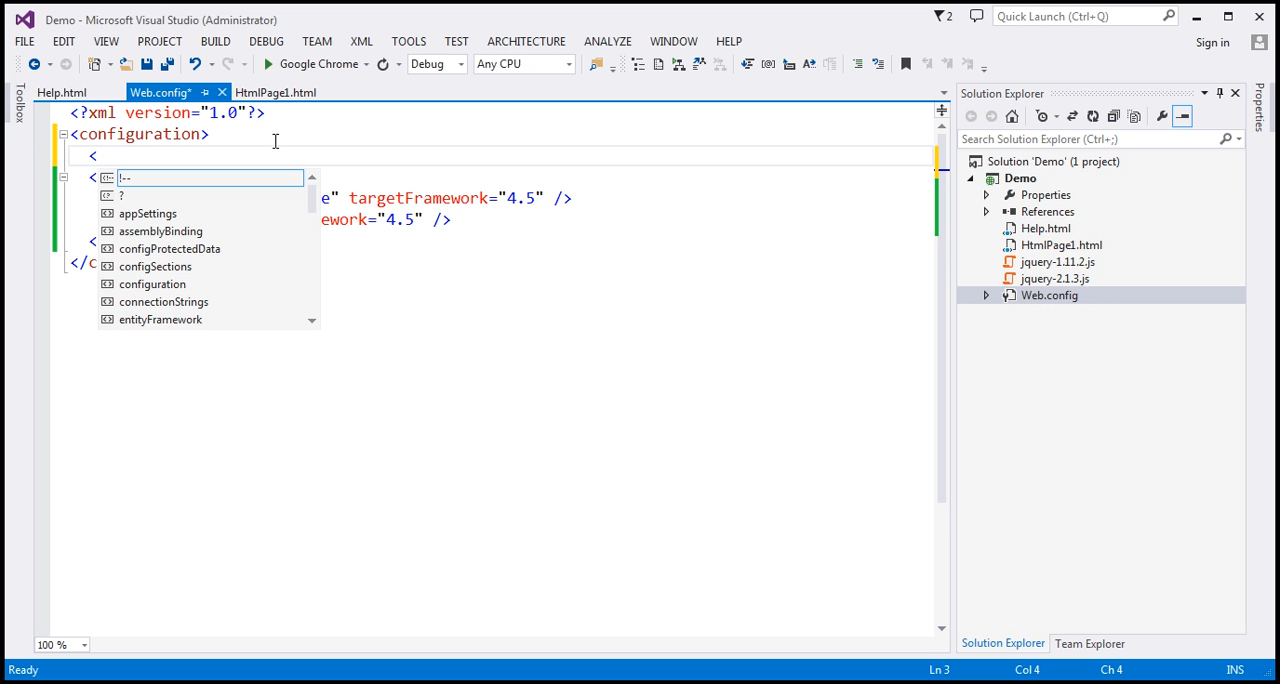 Demo - Microsoft Visual Studio (Administrator)
2
Quick Launch (Ctrl+Q)
FILE EDIT VIEW PROJECT BUILD DEBUG TEAM XML TOOLS TEST ARCHITECTURE ANALYZE WINDOW HELP
Sign in
Google Chrome Debug Any CPU
Toolbox
Help.html Web.config* HtmlPage1.html
<?xml version="1.0"?>
<configuration>
<
<
!--
?
e" targetFramework="4.5" />
appSettings
ework="4.5" />
assemblyBinding
<
configProtectedData
</c
configSections
configuration
connectionStrings
entityFramework
100 %
Solution Explorer
Search Solution Explorer (Ctrl+;)
Solution 'Demo' (1 project)
Demo
Properties
References
Help.html
HtmlPage1.html
jquery-1.11.2.js
jquery-2.1.3.js
Web.config
Solution Explorer Team Explorer
Properties
Ready Ln 3 Col 4 Ch 4 INS